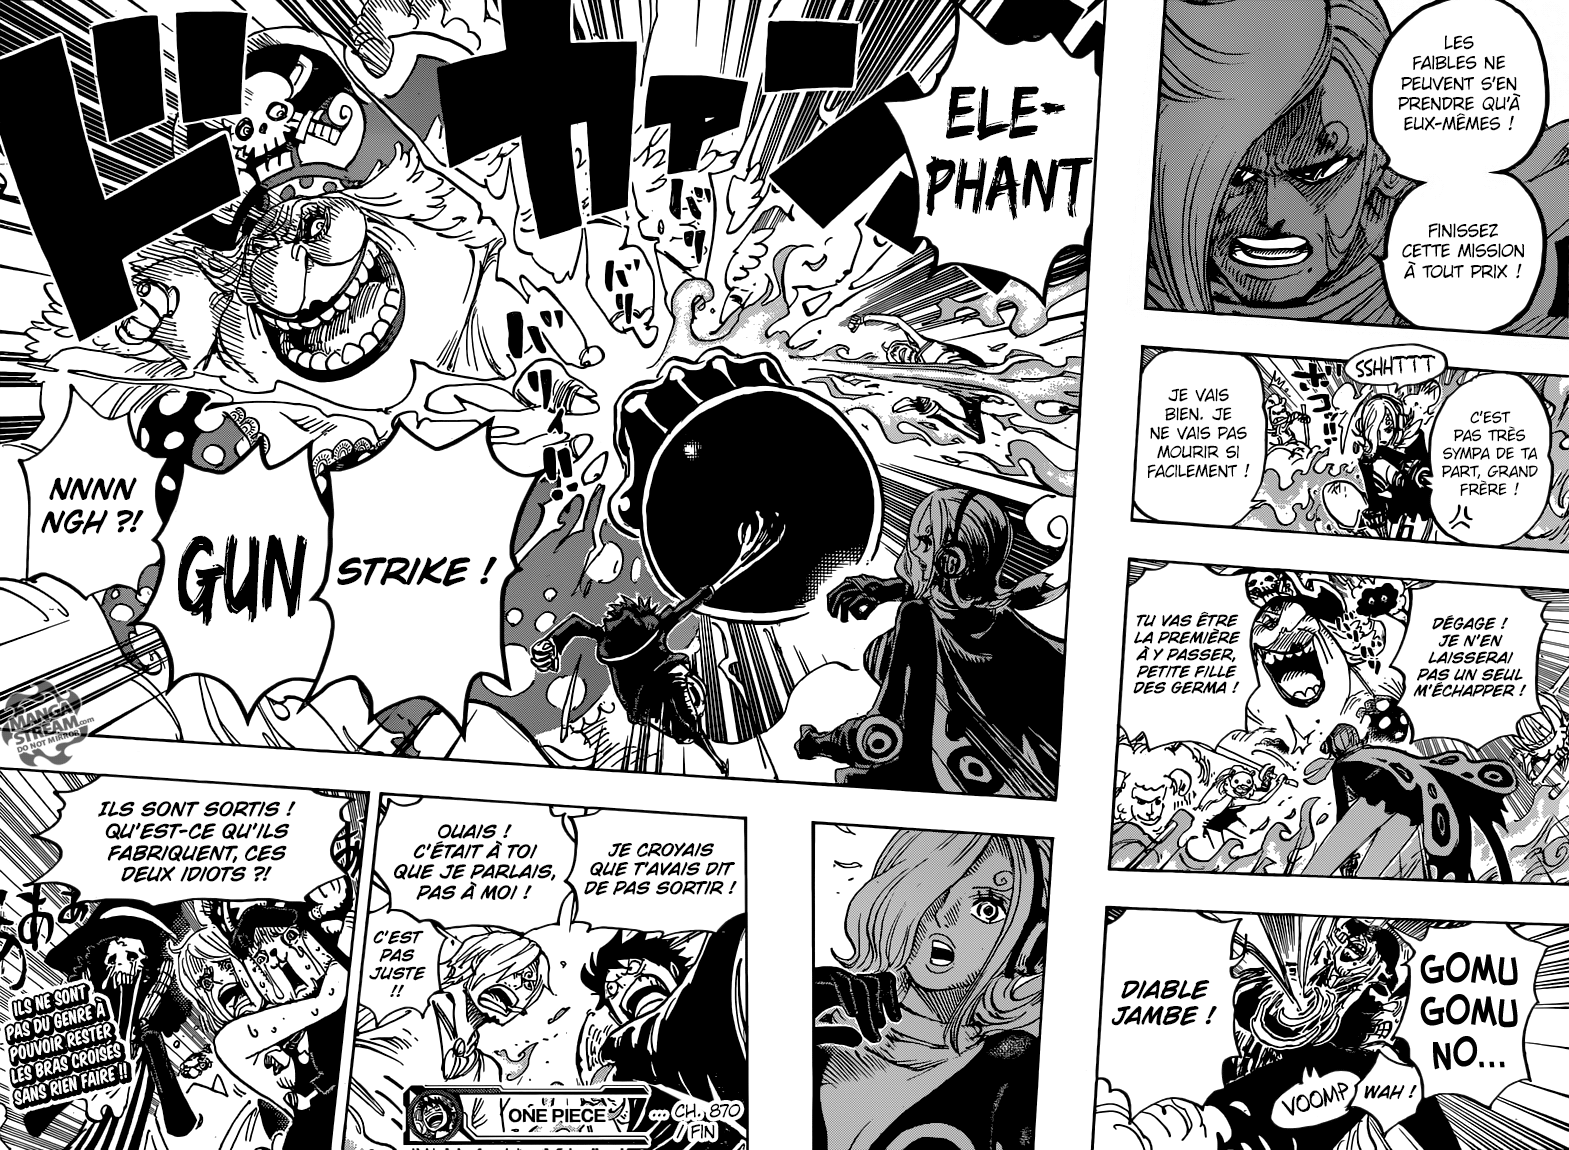 LES
FAIBLES NE
PEUVENT S'EN
PRENDRE QU'À
EUX-MÊMES !
FINISSEZ
CETTE MISSION
À TOUT PRIX !
SSHHTTTT
C'EST
PAS TRÈS
SYMPA DE TA
PART, GRAND
FRÈRE !
JE VAIS
BIEN. JE
NE VAIS PAS
MOURIR SI
FACILEMENT !
DÉGAGE !
JE N'EN
LAISSERAI
PAS UN SEUL
M'ÉCHAPPER !
TU VAS ÊTRE
LA PREMIÈRE
À Y PASSER,
PETITE FILLE
DES GERMA !
GOMU
GOMU
NO...
DIABLE
JAMBE !
WAH !
VOOMP
ドカァン
ELE-
PHANT
GUN
STRIKE !
NNNN
NGH ?!
MANGA
STREAM.com
DO NOT MIRROR
JE CROYAIS
QUE T'AVAIS DIT
DE PAS SORTIR !
OUAIS !
C'ÉTAIT À TOI
QUE JE PARLAIS,
PAS À MOI !
C'EST
PAS
JUSTE
!!
ILS SONT SORTIS !
QU'EST-CE QU'ILS
FABRIQUENT, CES
DEUX IDIOTS ?!
ILS NE SONT
PAS DU GENRE À
POUVOIR RESTER
LES BRAS CROISÉS
SANS RIEN FAIRE !!
ONE PIECE
... CH. 870
/ FIN